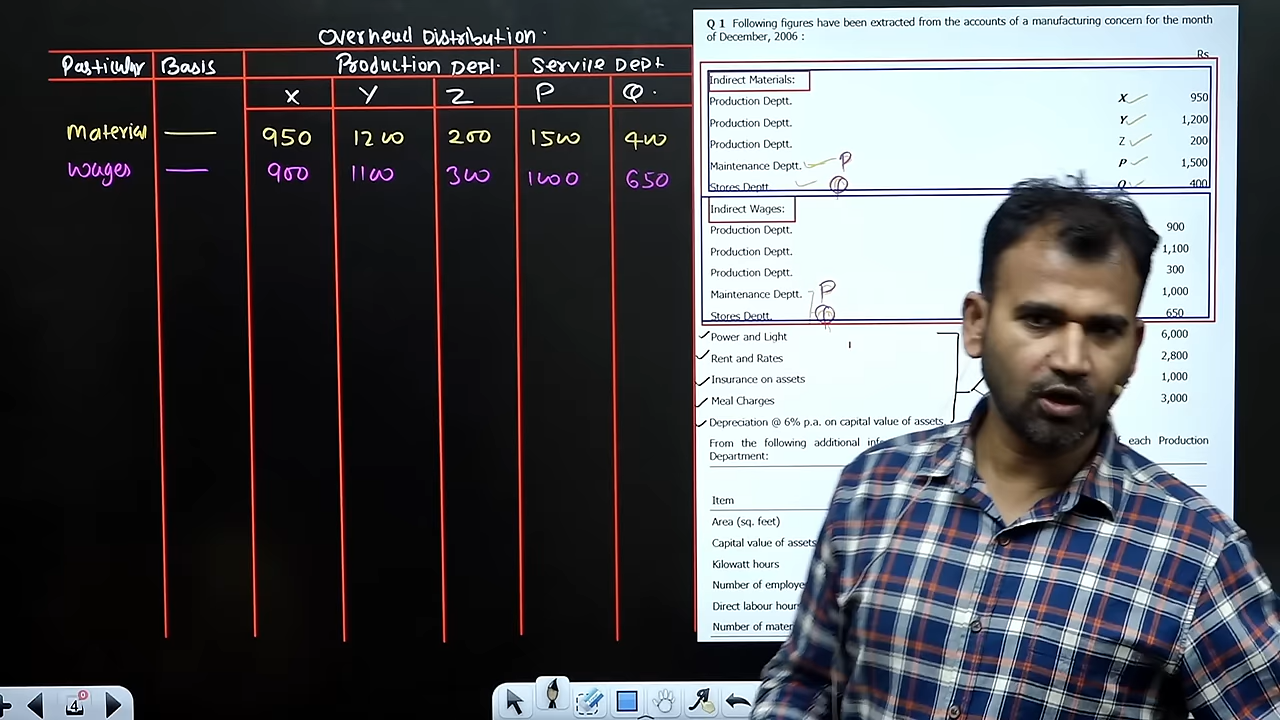 Overhead Distribution.
Particular Basis Production Dept. Service Dept
X Y Z P Q.
Material 950 1200 200 1500 400
Wages 900 1100 300 1000 650
Q 1 Following figures have been extracted from the accounts of a manufacturing concern for the month
of December, 2006 :
Rs
Indirect Materials:
Production Deptt. X 950
Production Deptt. Y 1,200
Production Deptt. Z 200
Maintenance Deptt. P P 1,500
Stores Deptt. Q Q 400
Indirect Wages:
Production Deptt. 900
Production Deptt. 1,100
Production Deptt. 300
Maintenance Deptt. P 1,000
Stores Deptt. Q 650
Power and Light 6,000
Rent and Rates 2,800
Insurance on assets 1,000
Meal Charges 3,000
Depreciation @ 6% p.a. on capital value of assets
From the following additional each Production
Department:
Item
Area (sq. feet)
Capital value of assets
Kilowatt hours
Number of
Direct labour
Number of
4